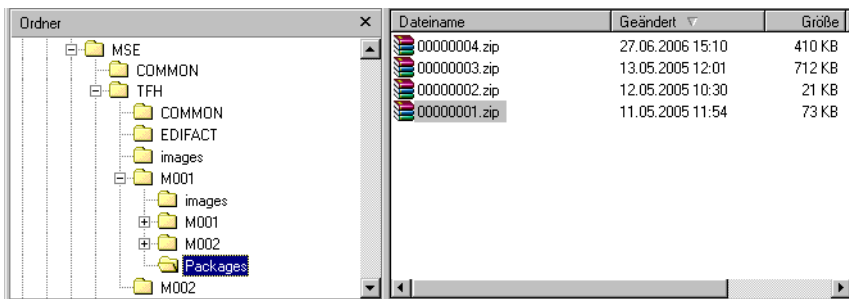 Ordner
MSE
COMMON
TFH
COMMON
EDIFACT
images
M001
images
M001
M002
Packages
M002
Dateiname Geändert Größe
00000004.zip 27.06.2006 15:10 410 KB
00000003.zip 13.05.2005 12:01 712 KB
00000002.zip 12.05.2005 10:30 21 KB
00000001.zip 11.05.2005 11:54 73 KB